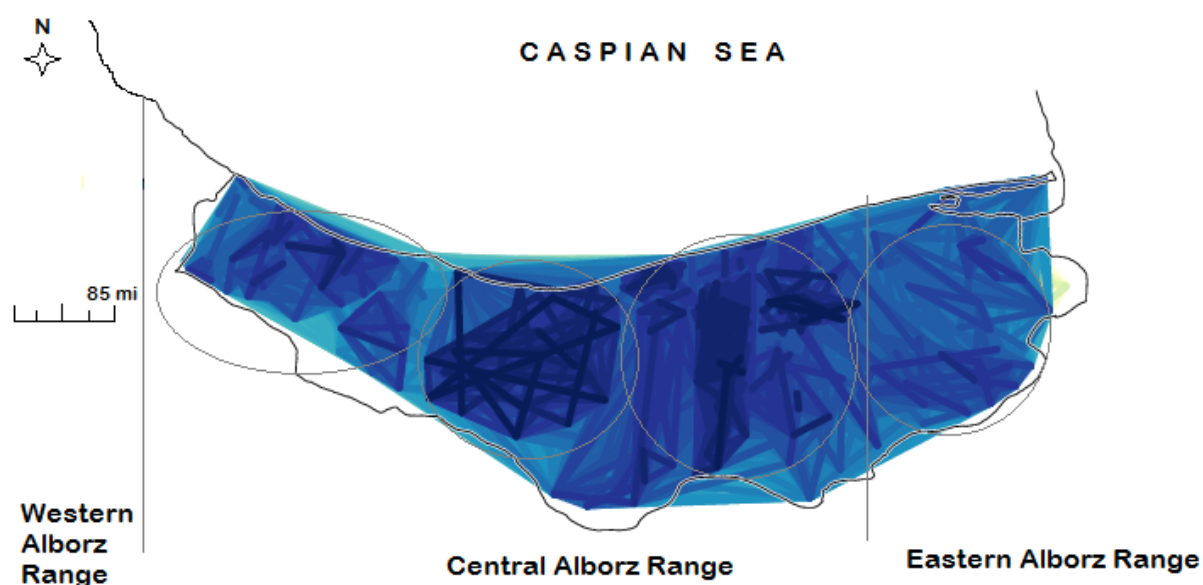 N
CASPIAN SEA
85 mi
Western
Alborz
Range
Central Alborz Range
Eastern Alborz Range